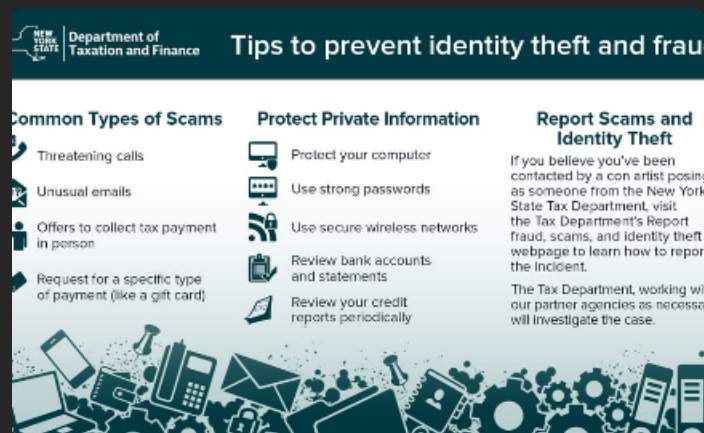 NEW
YORK
STATE
Department of
Taxation and Finance
Tips to prevent identity theft and frau
Common Types of Scams
Threatening calls
Unusual emails
Offers to collect tax payment
in person
Request for a specific type
of payment (like a gift card)
Protect Private Information
Protect your computer
Use strong passwords
Use secure wireless networks
Review bank accounts
and statements
Review your credit
reports periodically
Report Scams and
Identity Theft
If you believe you've been
contacted by a con artist posing
as someone from the New York
State Tax Department, visit
the Tax Department's Report
fraud, scams, and identity theft
webpage to learn how to repor
the incident.
The Tax Department, working wi
our partner agencies as necessa
will investigate the case.